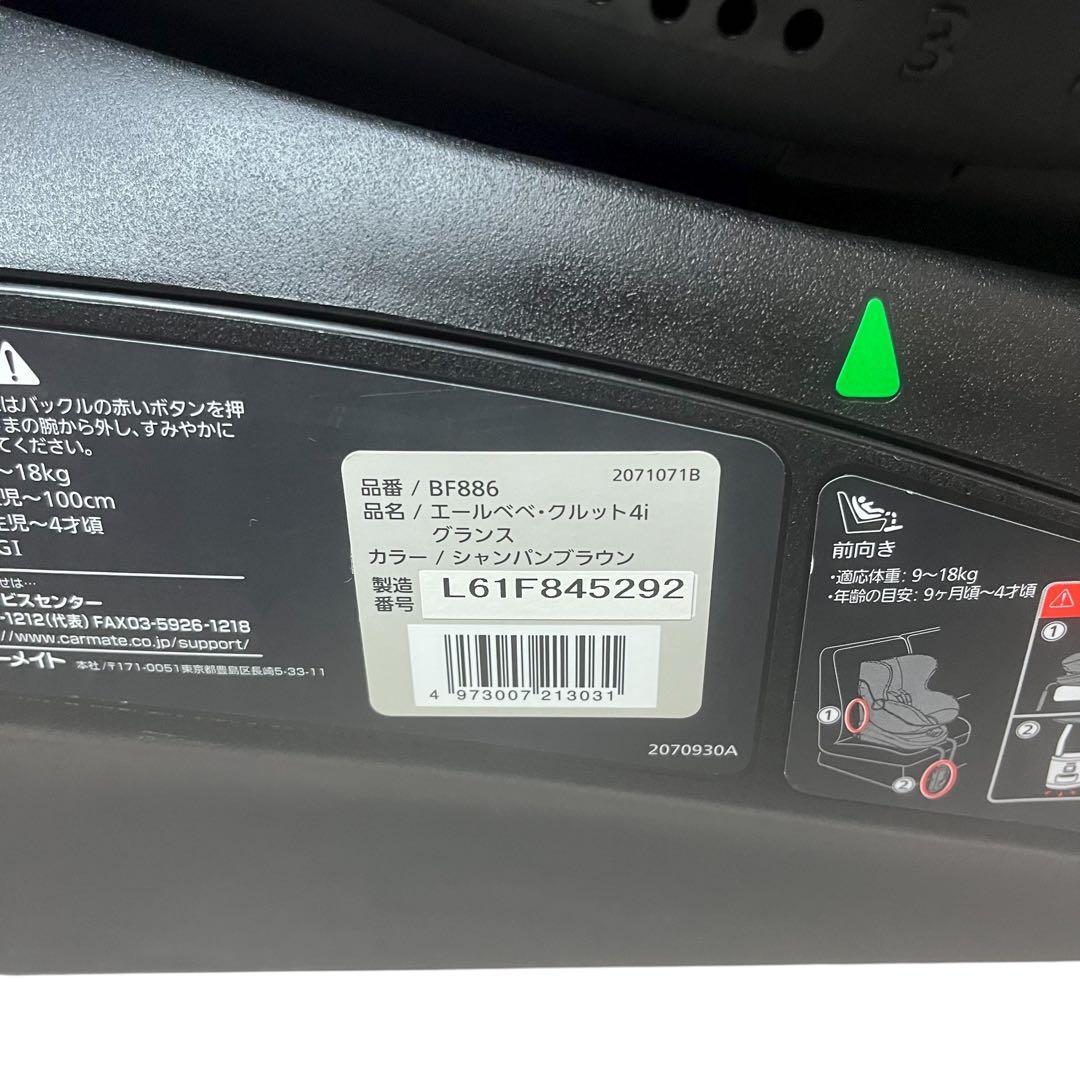 はバックルの赤いボタンを押
まの腕から外し、すみやかに
てください。
～18kg
児～100cm
生児～4才頃
GI
せは…
ビスセンター
-1212(代表) FAX03-5926-1218
//www.carmate.co.jp/support/
ーメイト 本社/〒171-0051東京都豊島区長崎5-33-11
2071071B
品番 / BF886
品名 / エールベベ・クルット4i
グランス
カラー / シャンパンブラウン
製造番号 L61F845292
4 973007 213031
2070930A
前向き
・適応体重: 9～18kg
・年齢の目安: 9ヶ月頃～4才頃
①
②
①
②